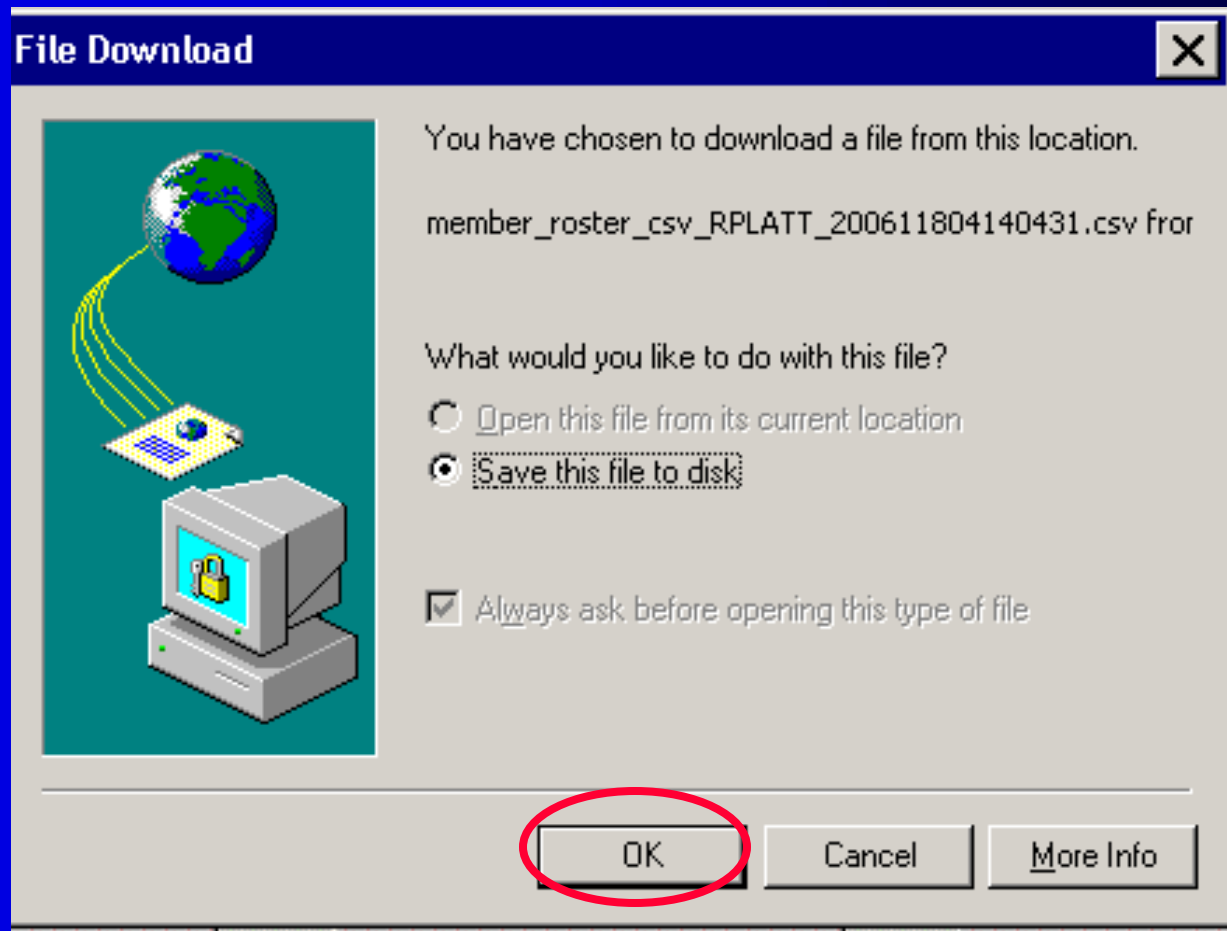 File Download
You have chosen to download a file from this location.
member_roster_csv_RPLATT_200611804140431.csv fror
What would you like to do with this file?
Open this file from its current location
Save this file to disk
Always ask before opening this type of file
OK
Cancel
More Info